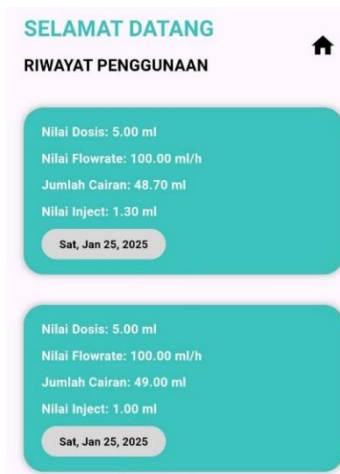 SELAMAT DATANG
RIWAYAT PENGGUNAAN
Nilai Dosis: 5.00 ml
Nilai Flowrate: 100.00 ml/h
Jumlah Cairan: 48.70 ml
Nilai Inject: 1.30 ml
Sat, Jan 25, 2025
Nilai Dosis: 5.00 ml
Nilai Flowrate: 100.00 ml/h
Jumlah Cairan: 49.00 ml
Nilai Inject: 1.00 ml
Sat, Jan 25, 2025